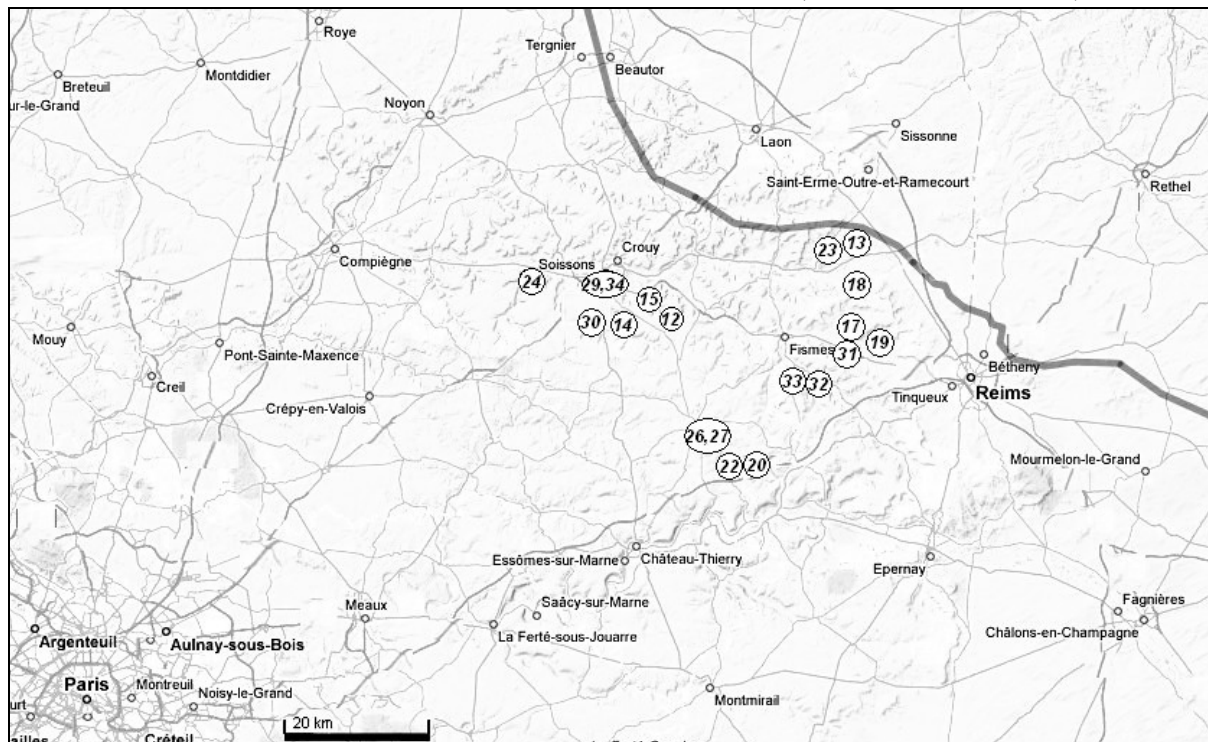 Roye
Tergnier
Beautor
Montdidier
Breteuil
ur-le-Grand
Noyon
Sissonne
Laon
Saint-Erme-Outre-et-Ramecourt
Rethel
Crouy
23
13
Compiègne
Soissons
24
29,34
18
15
12
30
14
17
Mouy
Pont-Sainte-Maxence
Fismes
19
31
Creil
Bétheny
33
32
Tinqueux
Reims
Crépy-en-Valois
26,27
22
20
Mourmelon-le-Grand
Essômes-sur-Marne
Château-Thierry
Epernay
Meaux
Saâcy-sur-Marne
Fagnières
La Ferté-sous-Jouarre
Châlons-en-Champagne
Argenteuil
Aulnay-sous-Bois
Paris
Montreuil
Noisy-le-Grand
Montmirail
urt
20 km
ailles
Créteil